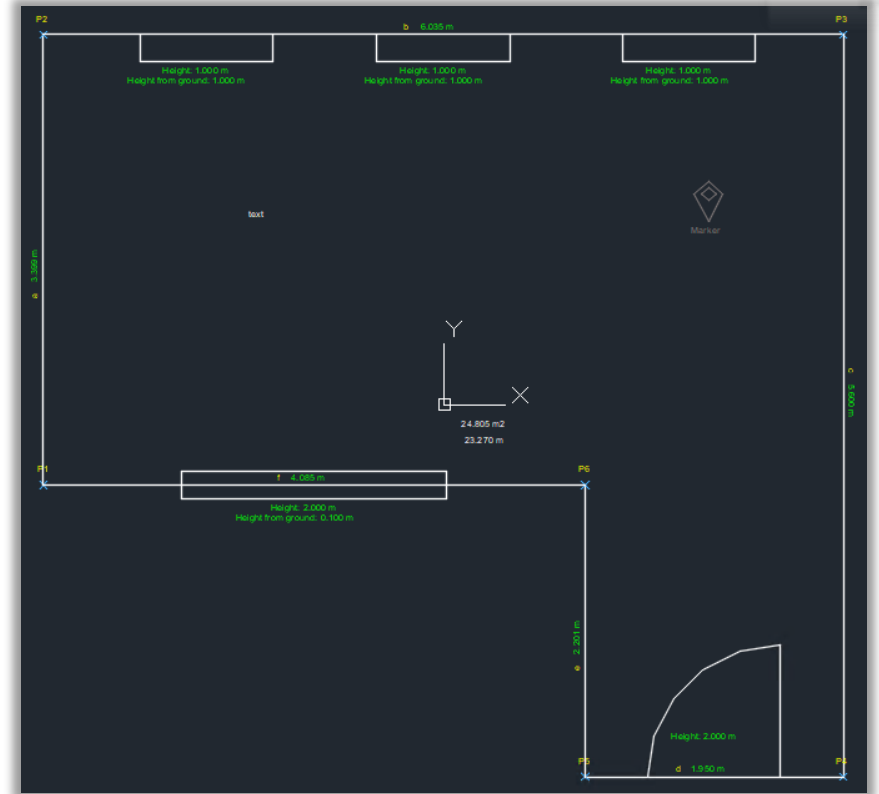 P2
b 6.035 m
P3
Height: 1.000 m
Height from ground: 1.000 m
Height: 1.000 m
Height from ground: 1.000 m
Height: 1.000 m
Height from ground: 1.000 m
text
Marker
a 3.399 m
Y
X
c 5.600 m
24.805 m2
23.270 m
P1
f 4.085 m
P6
Height: 2.000 m
Height from ground: 0.100 m
e 2.201 m
Height: 2.000 m
P5
d 1.950 m
P4